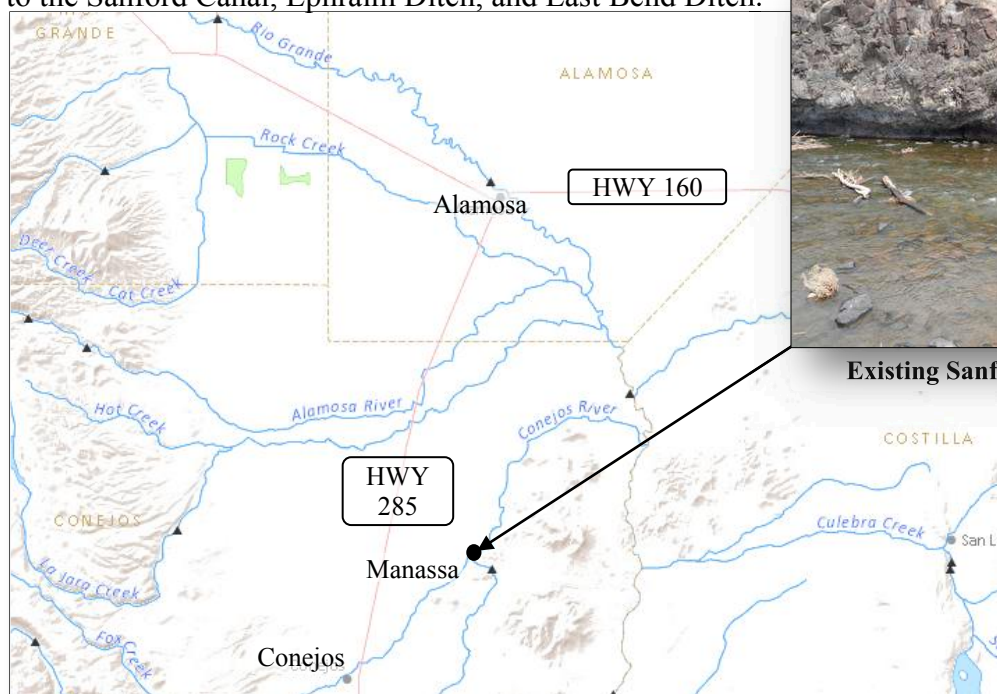 to the Sanford Canal, Ephraim Ditch, and East Bend Ditch.
GRANDE
Rio Grande
ALAMOSA
Rock Creek
HWY 160
Alamosa
Deer Creek
Cat Creek
Existing Sanf
Hot Creek
Alamosa River
Conejos River
COSTILLA
HWY
285
CONEJOS
Culebra Creek
San L
Manassa
La Jara Creek
Fox Creek
Conejos